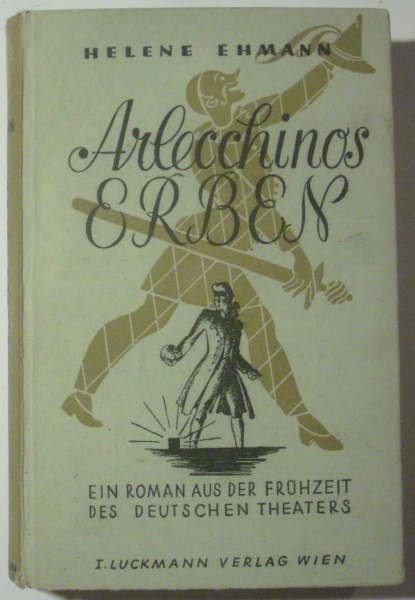 HELENE EHMANN
Arlecchinos
ERBEN
EIN ROMAN AUS DER FRÜHZEIT
DES DEUTSCHEN THEATERS
I. LUCKMANN VERLAG WIEN